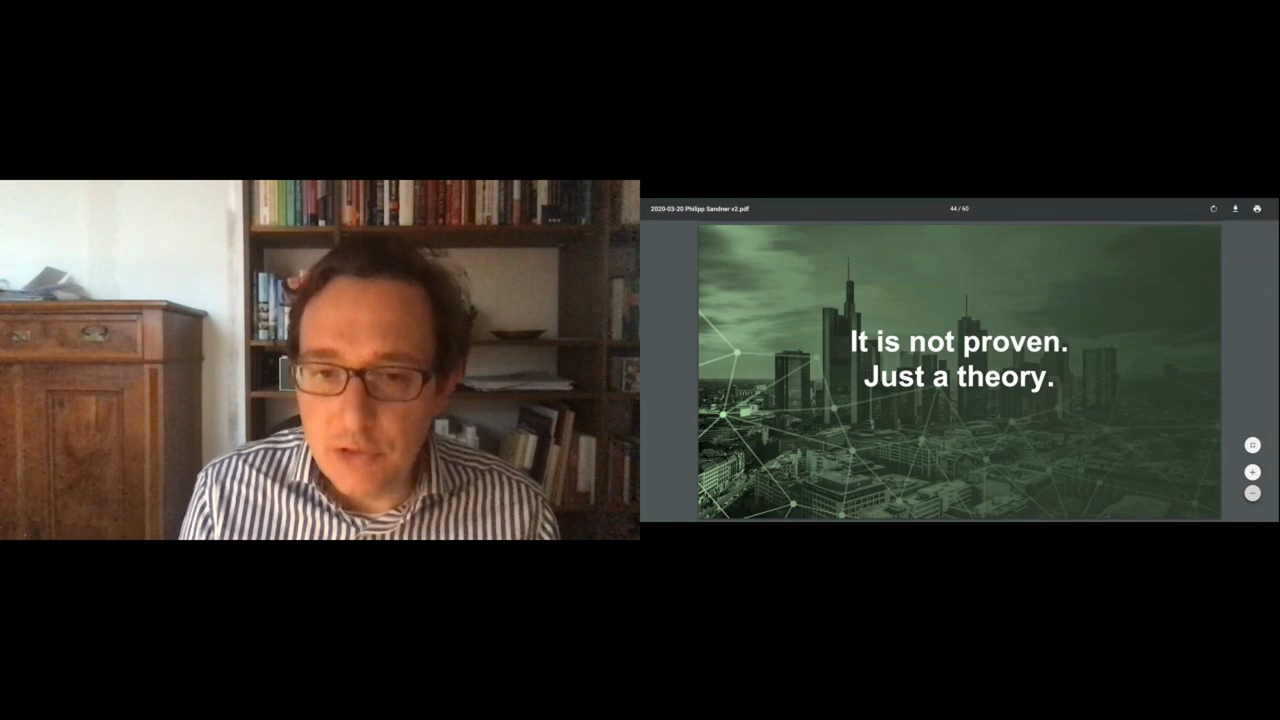 2020-03-20 Philipp Sandner v2.pdf
44 / 60
It is not proven.
Just a theory.